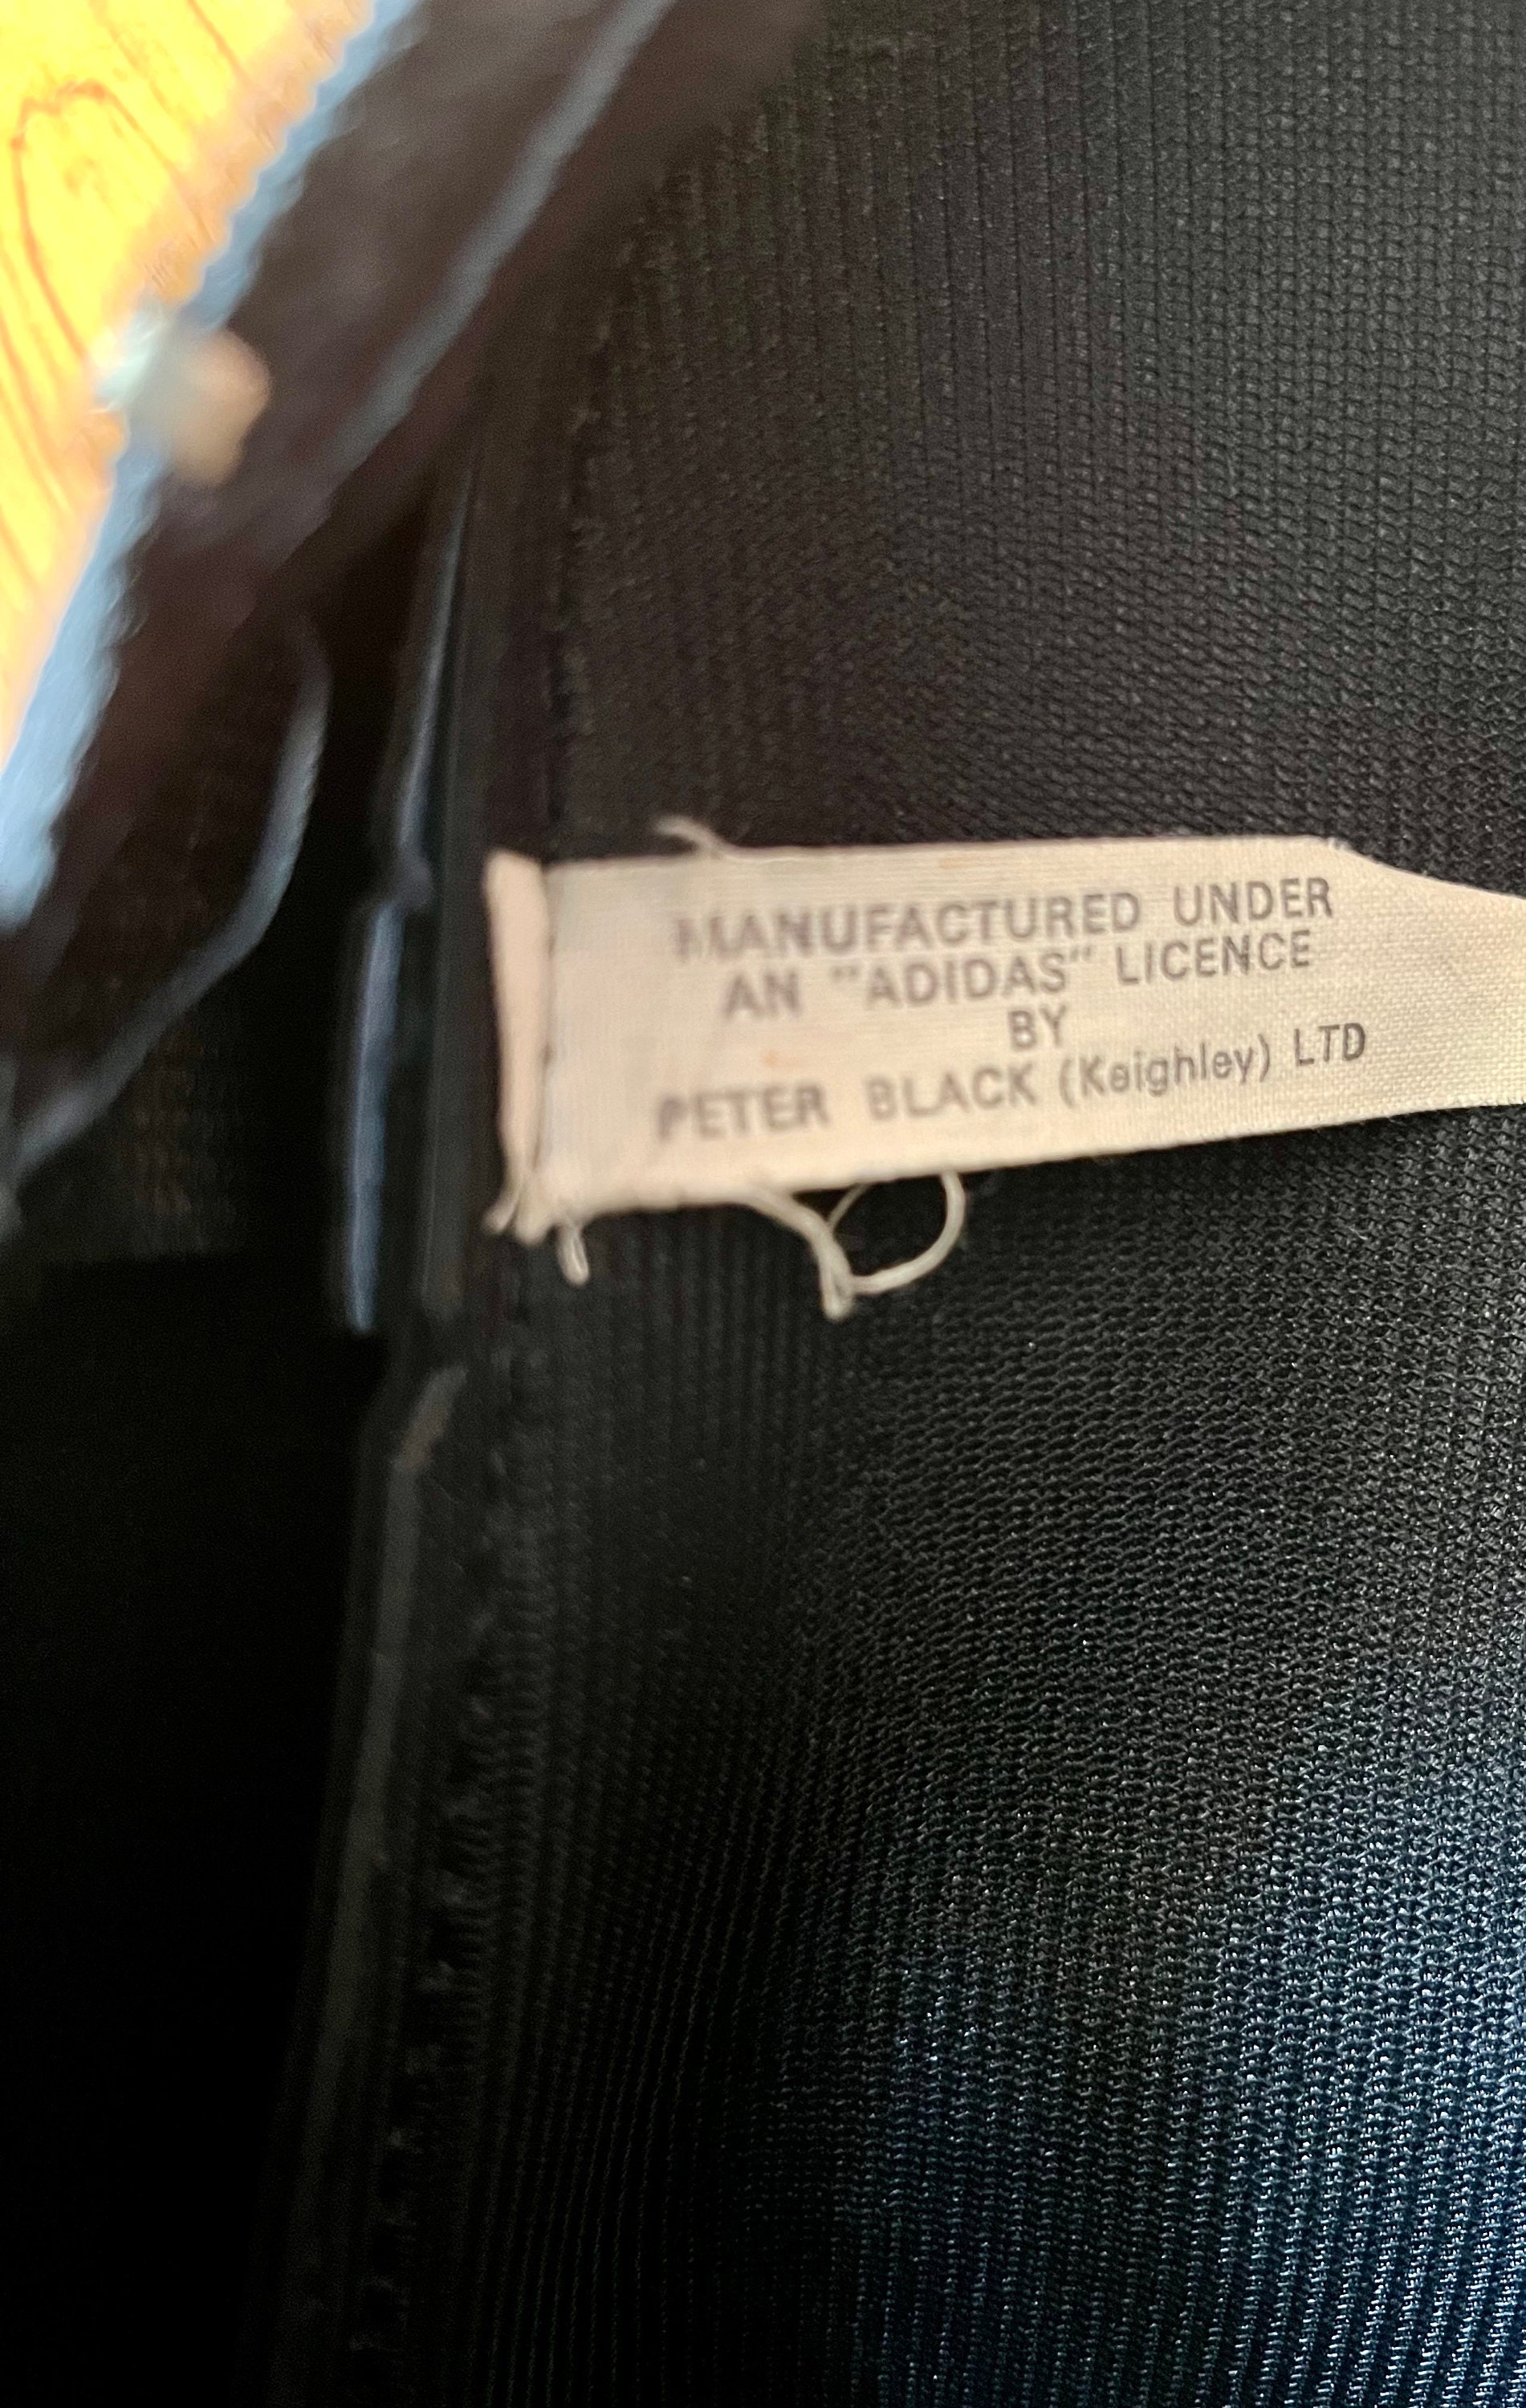 MANUFACTURED UNDER
AN "ADIDAS" LICENCE
BY
PETER BLACK (Keighley) LTD